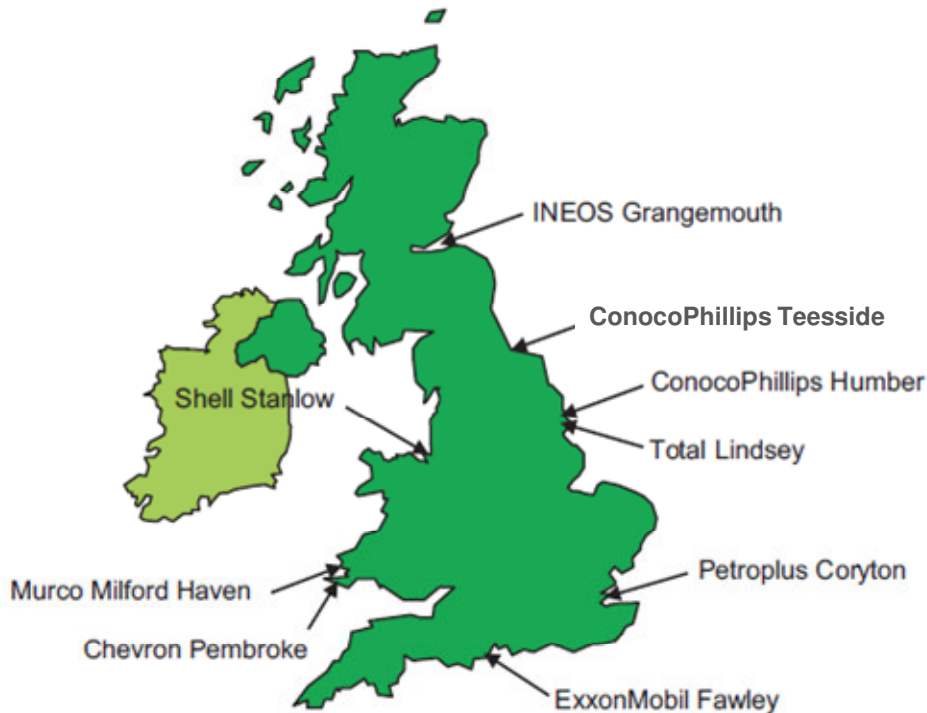 INEOS Grangemouth
ConocoPhillips Teesside
ConocoPhillips Humber
Shell Stanlow
Total Lindsey
Petroplus Coryton
Murco Milford Haven
Chevron Pembroke
ExxonMobil Fawley